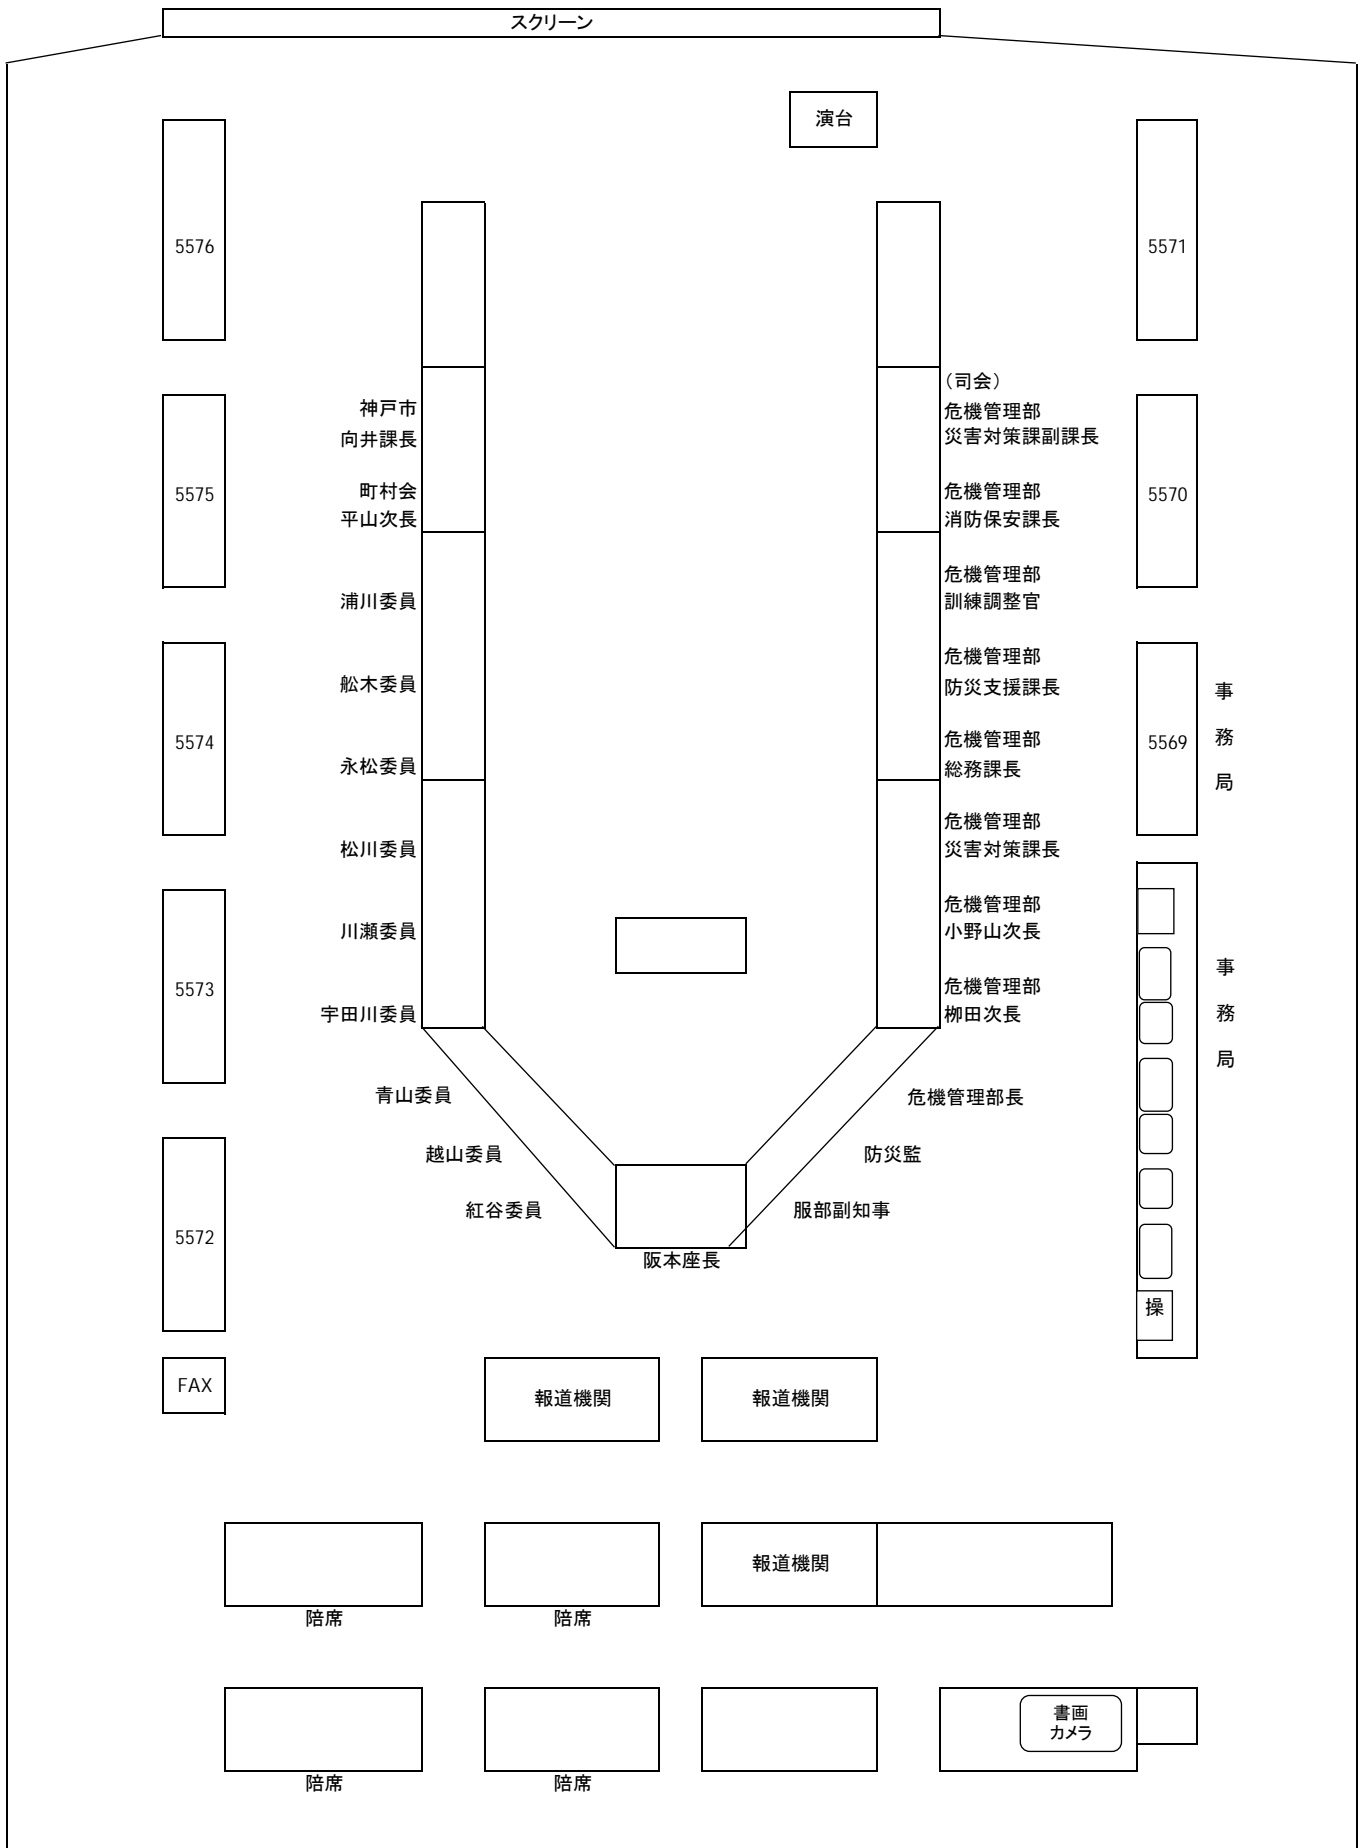 スクリーン
演台
5576
5571
神戸市
向井課長
（司会）
危機管理部
災害対策課副課長
5575
5570
町村会
平山次長
危機管理部
消防保安課長
浦川委員
危機管理部
訓練調整官
舩木委員
危機管理部
防災支援課長
5574
5569
事務局
永松委員
危機管理部
総務課長
松川委員
危機管理部
災害対策課長
川瀬委員
危機管理部
小野山次長
5573
事務局
宇田川委員
危機管理部
栁田次長
青山委員
危機管理部長
越山委員
防災監
紅谷委員
服部副知事
5572
阪本座長
操
FAX
報道機関
報道機関
報道機関
陪席
陪席
書画
カメラ
陪席
陪席